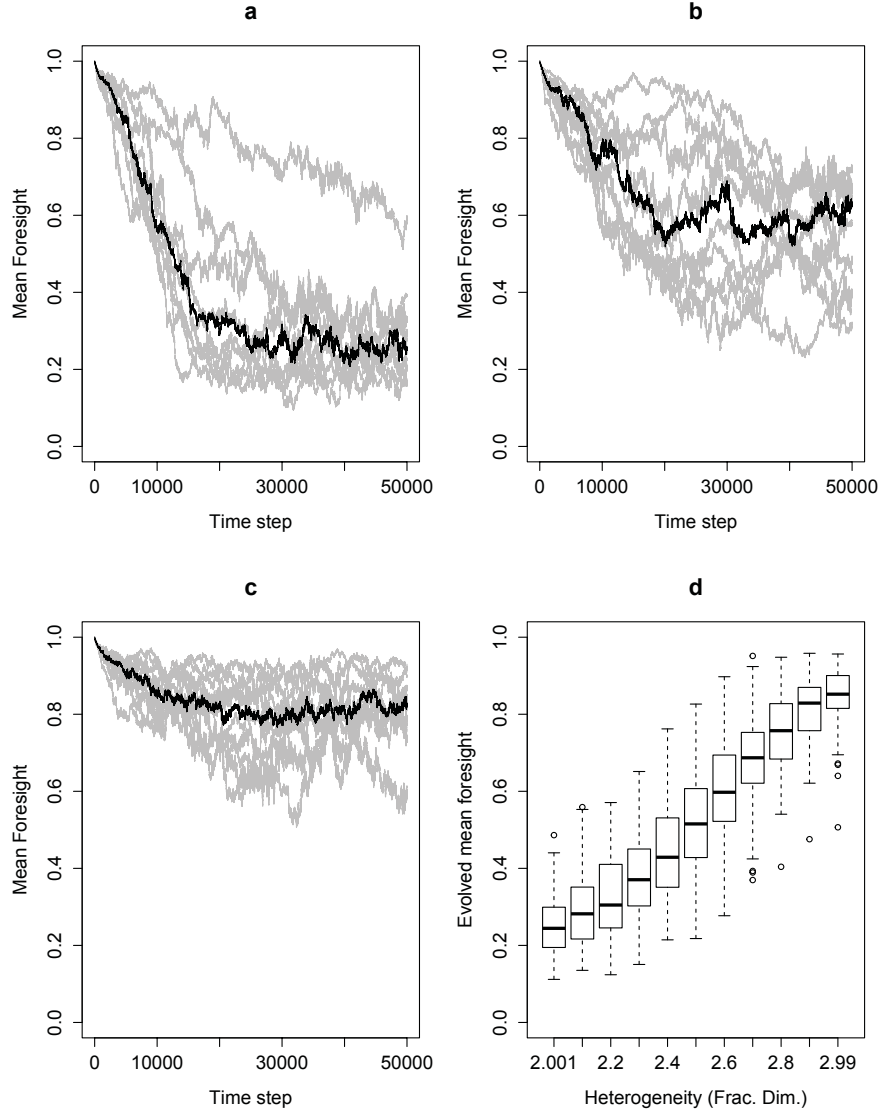 a
Mean Foresight
1.0
0.8
0.6
0.4
0.2
0.0
0 10000 30000 50000
Time step
b
Mean Foresight
1.0
0.8
0.6
0.4
0.2
0.0
0 10000 30000 50000
Time step
c
Mean Foresight
1.0
0.8
0.6
0.4
0.2
0.0
0 10000 30000 50000
Time step
d
Evolved mean foresight
1.0
0.8
0.6
0.4
0.2
0.0
2.001 2.2 2.4 2.6 2.8 2.99
Heterogeneity (Frac. Dim.)